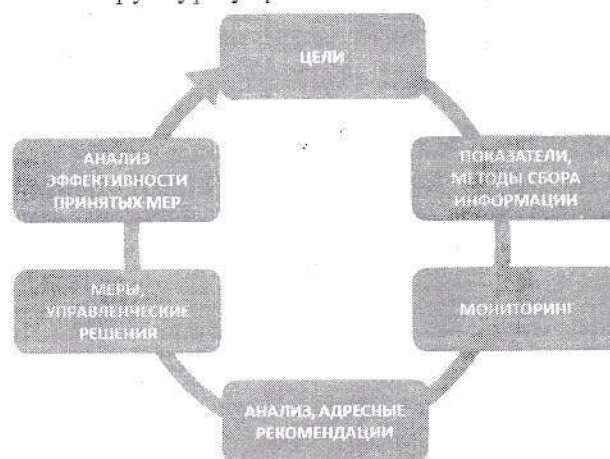 ЦЕЛИ
ПОКАЗАТЕЛИ,
МЕТОДЫ СБОРА
ИНФОРМАЦИИ
МОНИТОРИНГ
АНАЛИЗ, АДРЕСНЫЕ
РЕКОМЕНДАЦИИ
МЕРЫ,
УПРАВЛЕНЧЕСКИЕ
РЕШЕНИЯ
АНАЛИЗ
ЭФФЕКТИВНОСТИ
ПРИНЯТЫХ МЕР